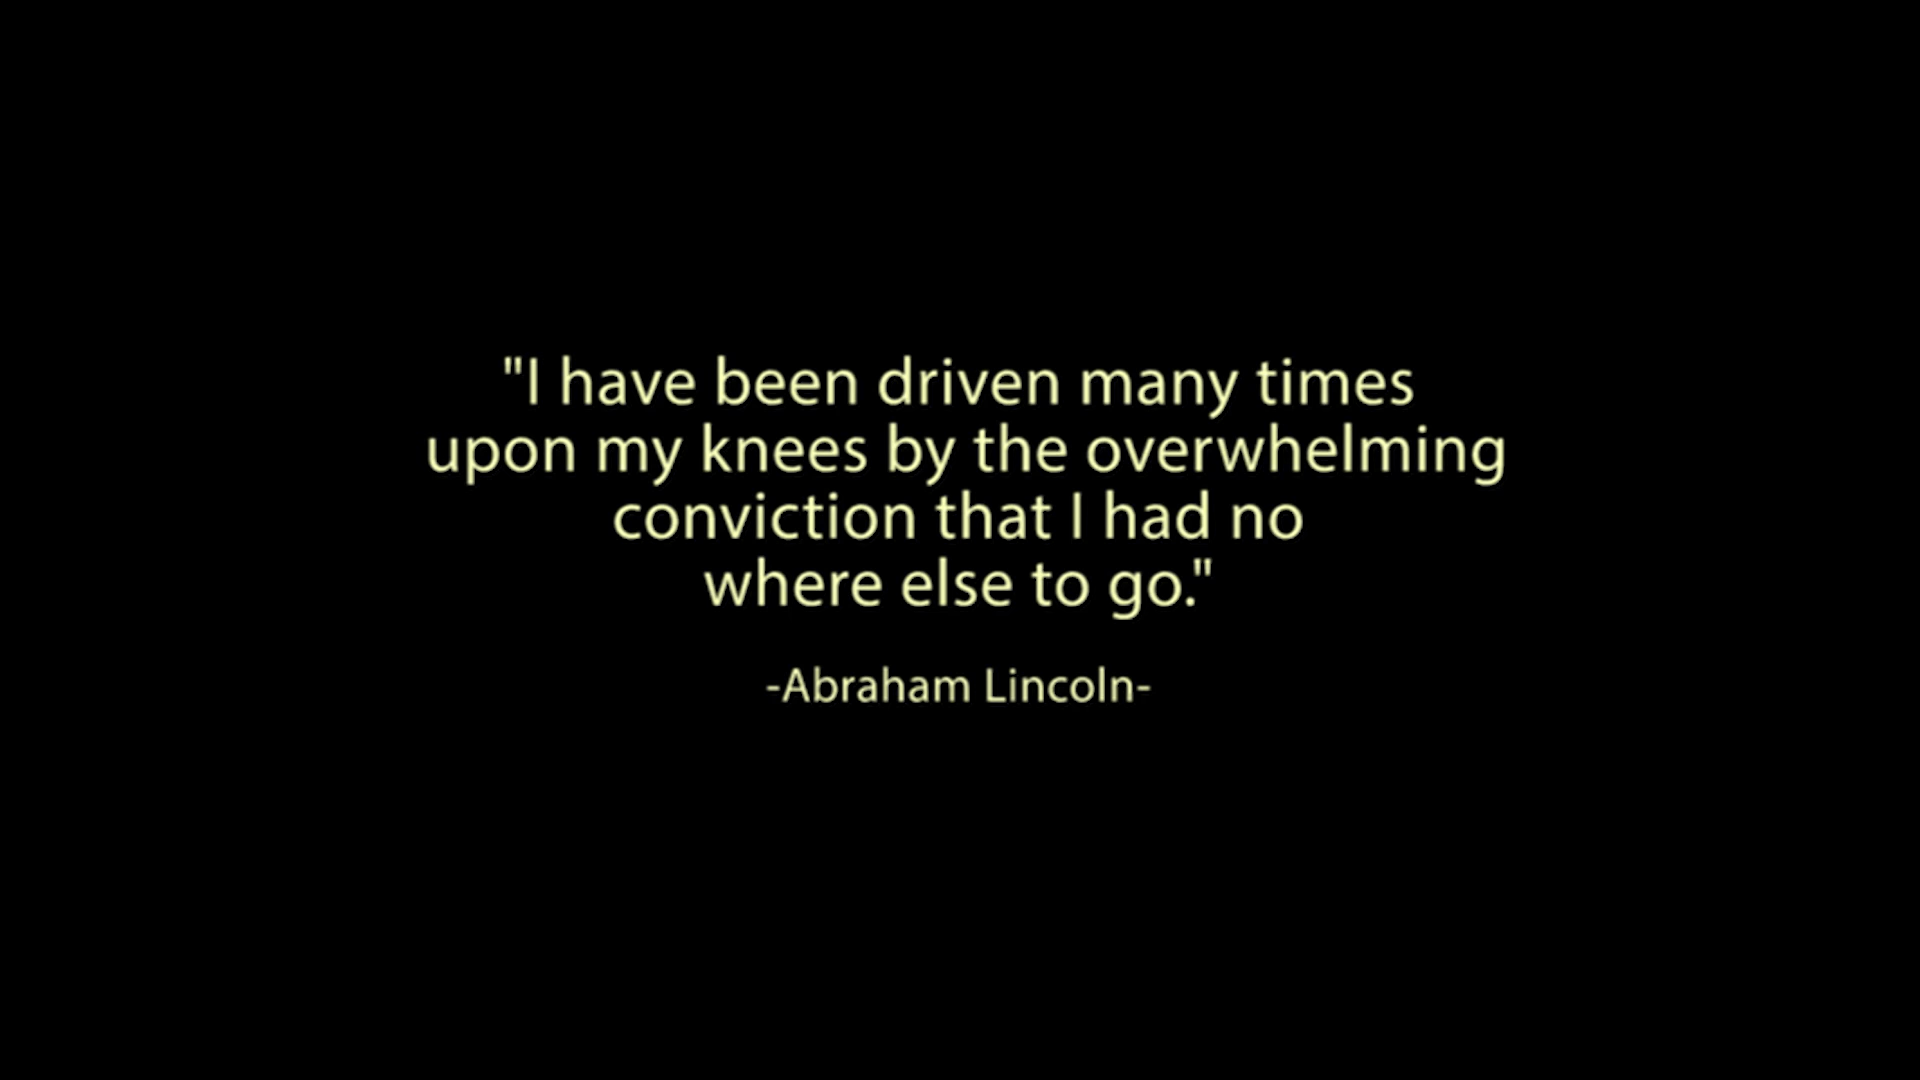 "I have been driven many times
upon my knees by the overwhelming
conviction that I had no
where else to go."
-Abraham Lincoln-